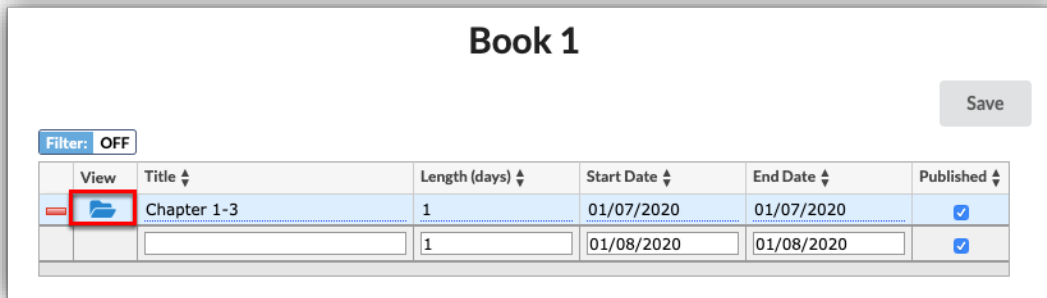 Book 1
Save
Filter: OFF
View Title Length (days) Start Date End Date Published
Chapter 1-3 1 01/07/2020 01/07/2020
1 01/08/2020 01/08/2020